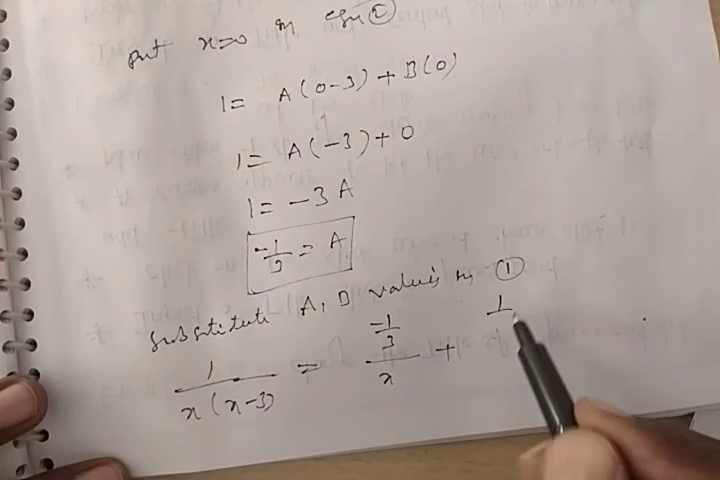 put x=0 in equ ②
1 = A(0-3) + B(0)
1 = A(-3) + 0
1 = -3A
-1/3 = A
substitute A, B values in ①
1/x(x-3) = -1/3/x + 1